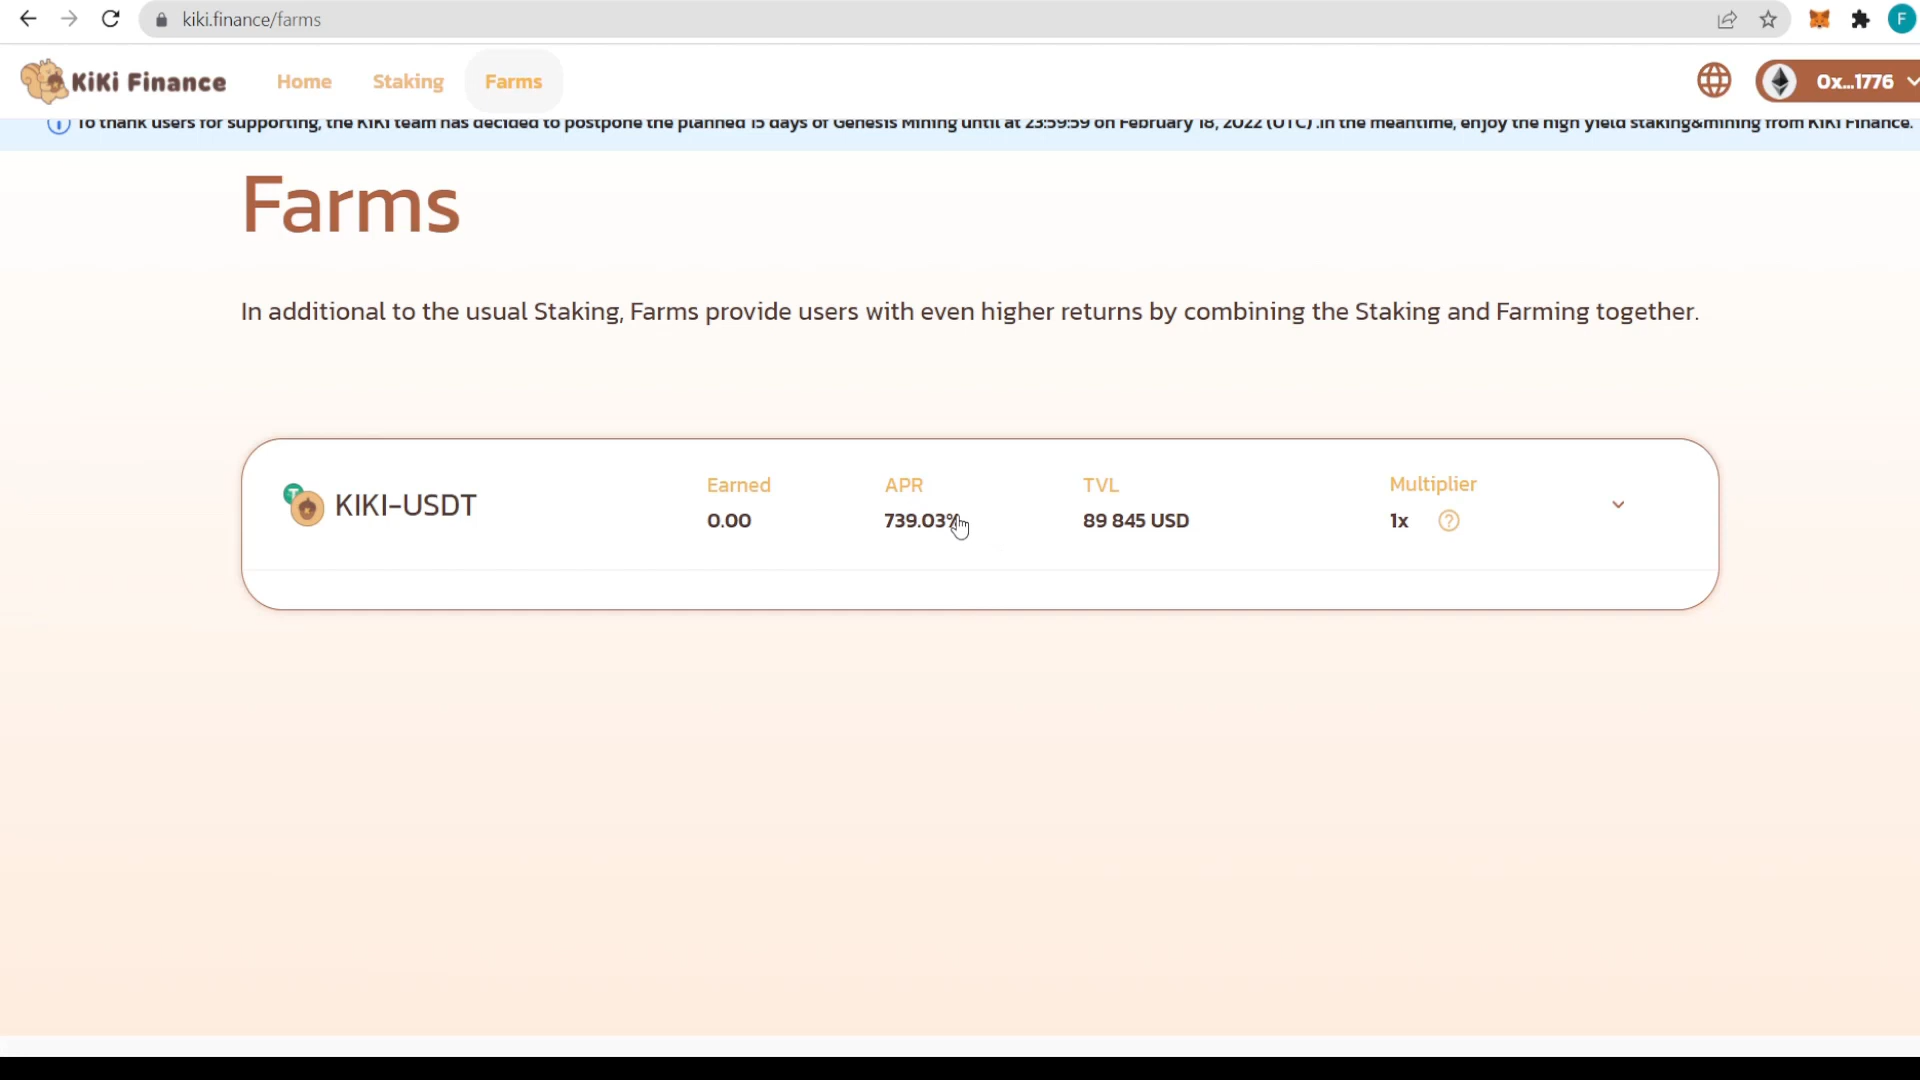 kiki.finance/farms
F
KiKi Finance
Home
Staking
Farms
0x...1776
To thank users for supporting, the KiKi team has decided to postpone the planned 15 days of Genesis Mining until at 23:59:59 on February 18, 2022 (UTC) .In the meantime, enjoy the high yield staking&mining from KiKi Finance.
Farms
In additional to the usual Staking, Farms provide users with even higher returns by combining the Staking and Farming together.
KIKI-USDT
Earned
0.00
APR
739.03%
TVL
89 845 USD
Multiplier
1x
?